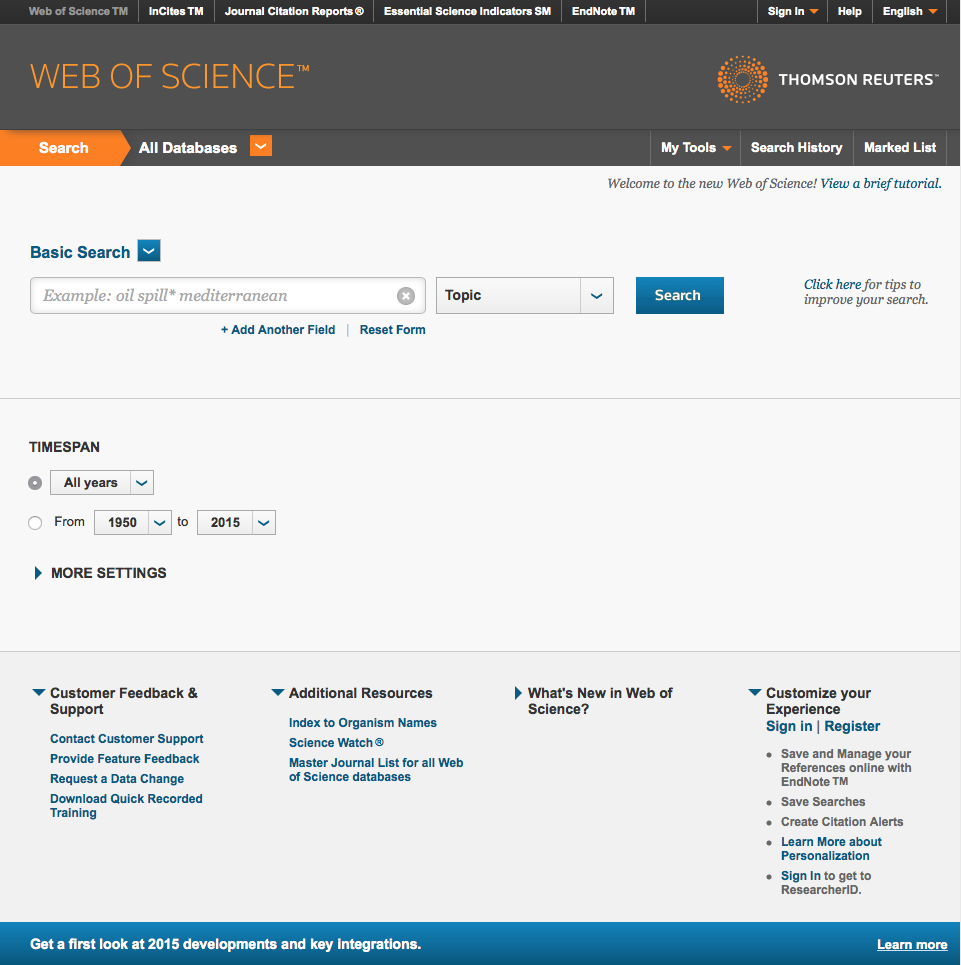 Web of Science TM InCites TM Journal Citation Reports ® Essential Science Indicators SM EndNote TM Sign In Help English
WEB OF SCIENCE™
THOMSON REUTERS™
Search All Databases My Tools Search History Marked List
Welcome to the new Web of Science! View a brief tutorial.
Basic Search
Example: oil spill* mediterranean Topic Search
Click here for tips to
improve your search.
+ Add Another Field | Reset Form
TIMESPAN
All years
From 1950 to 2015
MORE SETTINGS
Customer Feedback &
Support
Contact Customer Support
Provide Feature Feedback
Request a Data Change
Download Quick Recorded
Training
Additional Resources
Index to Organism Names
Science Watch ®
Master Journal List for all Web
of Science databases
What's New in Web of
Science?
Customize your
Experience
Sign in | Register
Save and Manage your
References online with
EndNote TM
Save Searches
Create Citation Alerts
Learn More about
Personalization
Sign In to get to
ResearcherID.
Get a first look at 2015 developments and key integrations. Learn more